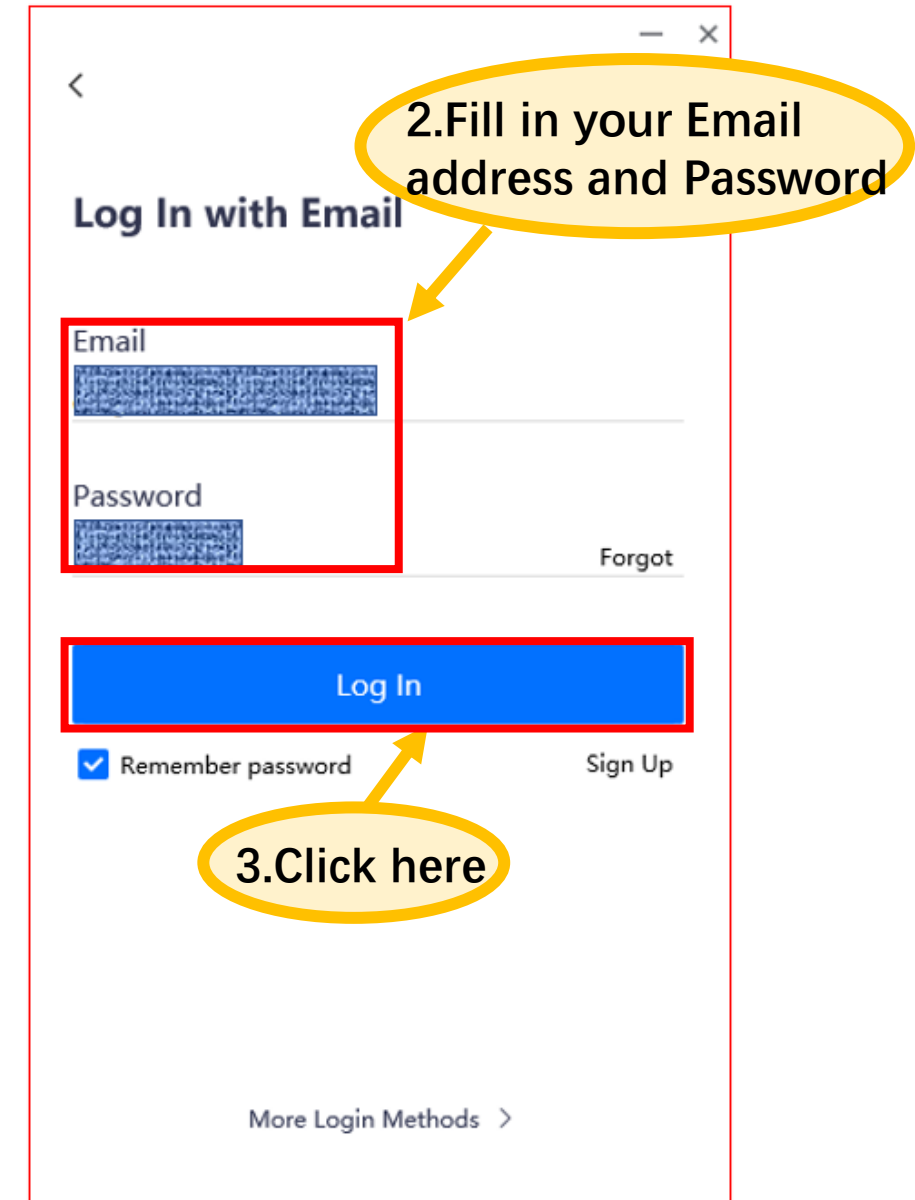 2.Fill in your Email
address and Password
Log In with Email
Email
Password
Forgot
Log In
Remember password
Sign Up
3.Click here
More Login Methods >